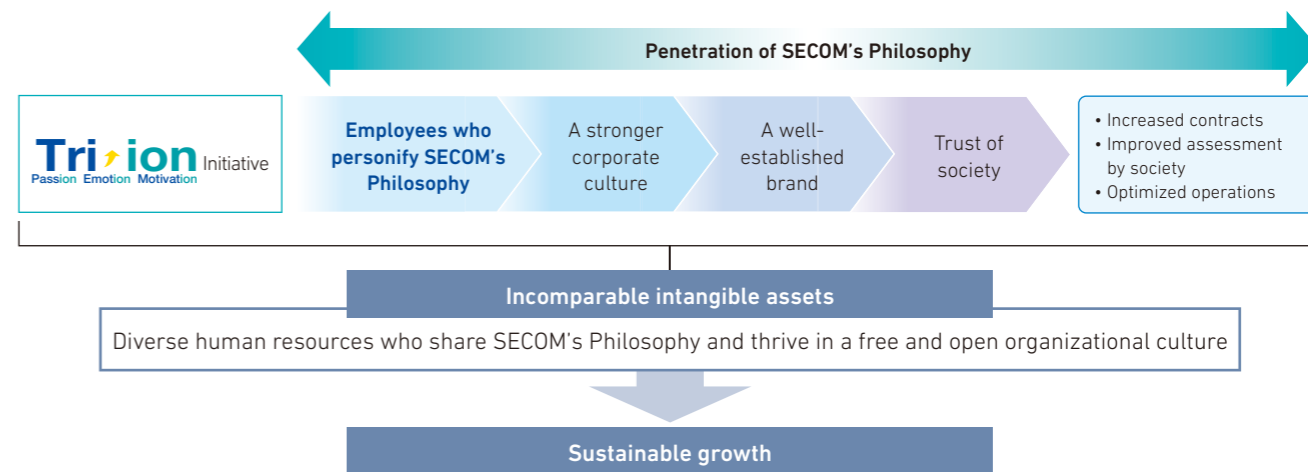 Penetration of SECOM's Philosophy
Tri-ion Initiative
Passion Emotion Motivation
Employees who
personify SECOM's
Philosophy
A stronger
corporate
culture
A well-
established
brand
Trust of
society
• Increased contracts
• Improved assessment
by society
• Optimized operations
Incomparable intangible assets
Diverse human resources who share SECOM's Philosophy and thrive in a free and open organizational culture
Sustainable growth